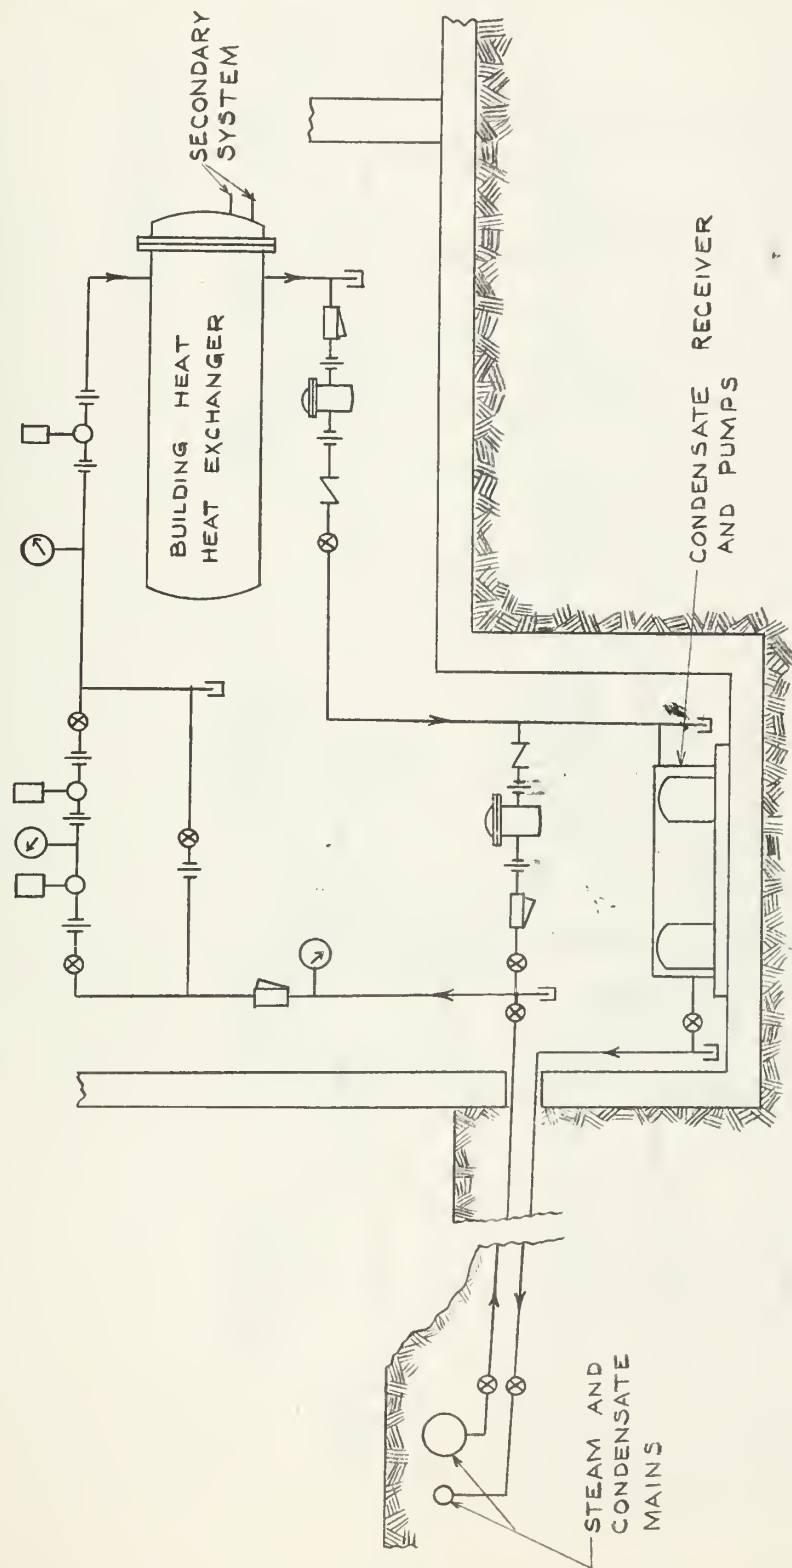 SECONDARY
SYSTEM
BUILDING HEAT
HEAT EXCHANGER
CONDENSATE RECEIVER
AND PUMPS
STEAM AND
CONDENSATE
MAINS